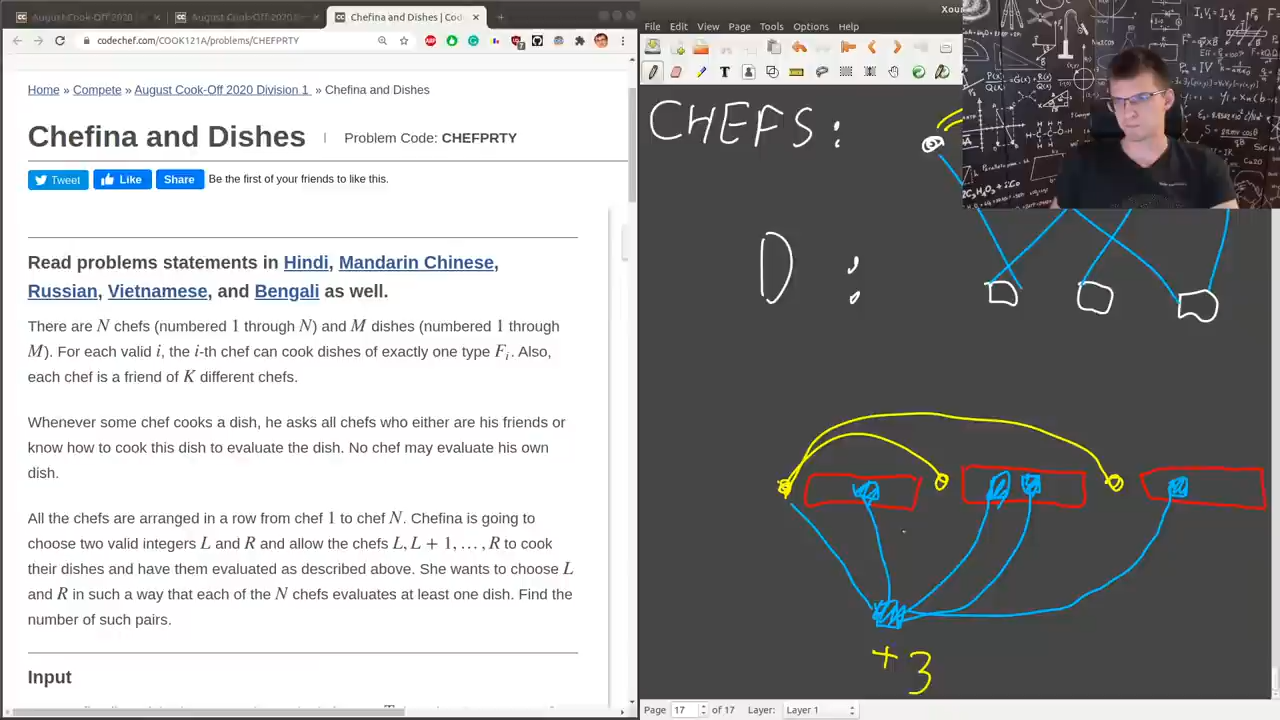 August Cook-Off 2020
August Cook-Off 2020
Chefina and Dishes | Cod
Xou
codechef.com/COOK121A/problems/CHEFPRTY
File Edit View Page Tools Options Help
Home » Compete » August Cook-Off 2020 Division 1 » Chefina and Dishes
Chefina and Dishes | Problem Code: CHEFPRTY
Tweet Like Share Be the first of your friends to like this.
Read problems statements in Hindi, Mandarin Chinese,
Russian, Vietnamese, and Bengali as well.
There are N chefs (numbered 1 through N) and M dishes (numbered 1 through
M). For each valid i, the i-th chef can cook dishes of exactly one type Fi. Also,
each chef is a friend of K different chefs.
Whenever some chef cooks a dish, he asks all chefs who either are his friends or
know how to cook this dish to evaluate the dish. No chef may evaluate his own
dish.
All the chefs are arranged in a row from chef 1 to chef N. Chefina is going to
choose two valid integers L and R and allow the chefs L, L + 1, …, R to cook
their dishes and have them evaluated as described above. She wants to choose L
and R in such a way that each of the N chefs evaluates at least one dish. Find the
number of such pairs.
Input
CHEFS:
D :
+3
Page 17 of 17 Layer: Layer 1